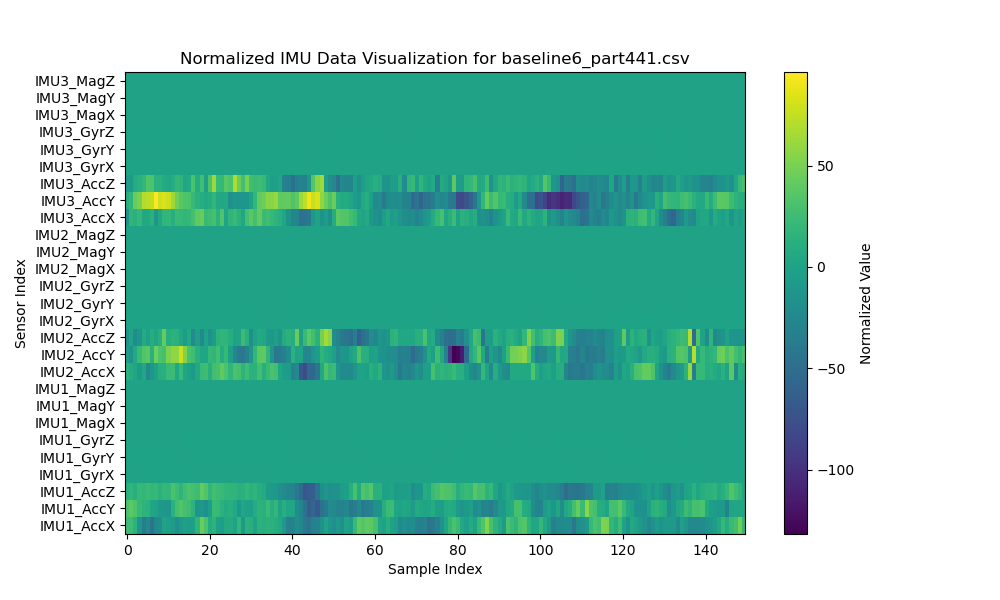 Normalized IMU Data Visualization for baseline6_part441.csv
IMU3_MagZ
IMU3_MagY
IMU3_MagX
IMU3_GyrZ
IMU3_GyrY
IMU3_GyrX
IMU3_AccZ
IMU3_AccY
IMU3_AccX
IMU2_MagZ
IMU2_MagY
IMU2_MagX
IMU2_GyrZ
IMU2_GyrY
IMU2_GyrX
IMU2_AccZ
IMU2_AccY
IMU2_AccX
IMU1_MagZ
IMU1_MagY
IMU1_MagX
IMU1_GyrZ
IMU1_GyrY
IMU1_GyrX
IMU1_AccZ
IMU1_AccY
IMU1_AccX
Sensor Index
0 20 40 60 80 100 120 140
Sample Index
50
0
−50
−100
Normalized Value